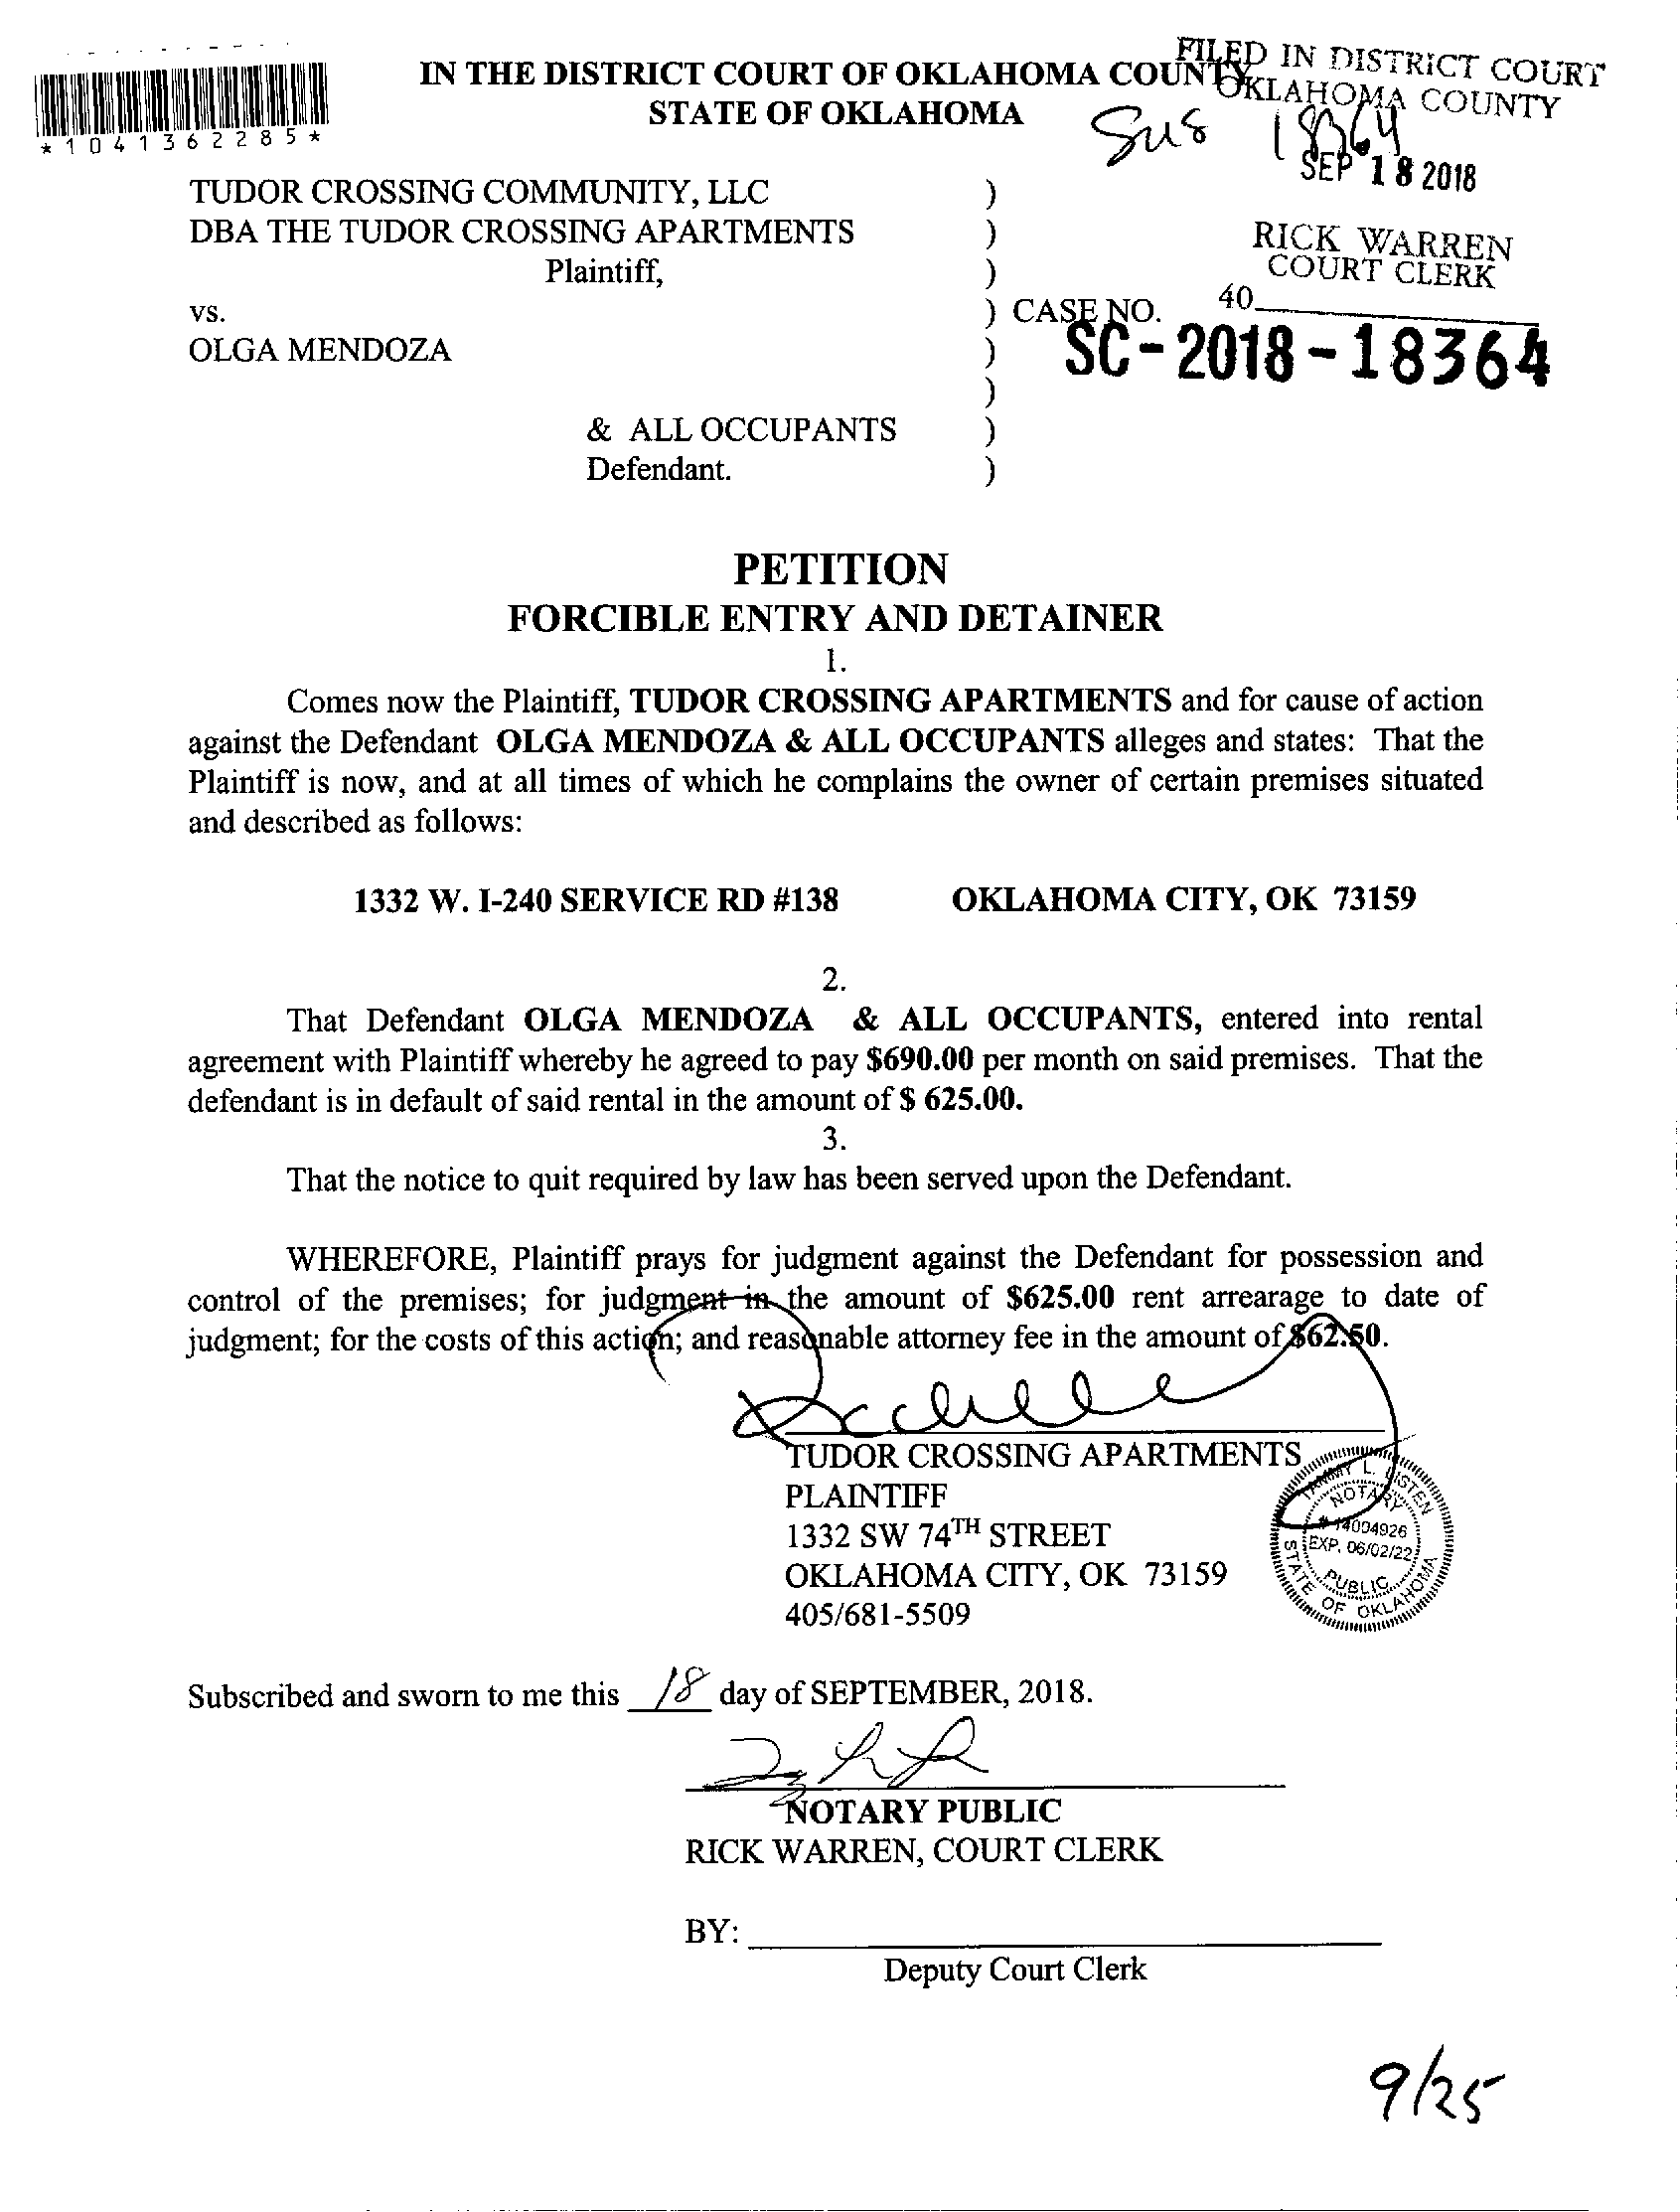 IN THE DISTRICT COURT OF OKLAHOMA COUNTY
STATE OF OKLAHOMA
FILED IN DISTRICT COURT
OKLAHOMA COUNTY
*1041362285*
SEP 18 2018
RICK WARREN
COURT CLERK
40
TUDOR CROSSING COMMUNITY, LLC )
DBA THE TUDOR CROSSING APARTMENTS )
Plaintiff, )
vs. ) CASE NO.
SC-2018-18364
OLGA MENDOZA )
)
& ALL OCCUPANTS )
Defendant. )
PETITION
FORCIBLE ENTRY AND DETAINER
1.
Comes now the Plaintiff, TUDOR CROSSING APARTMENTS and for cause of action
against the Defendant OLGA MENDOZA & ALL OCCUPANTS alleges and states: That the
Plaintiff is now, and at all times of which he complains the owner of certain premises situated
and described as follows:
1332 W. I-240 SERVICE RD #138 OKLAHOMA CITY, OK 73159
2.
That Defendant OLGA MENDOZA & ALL OCCUPANTS, entered into rental
agreement with Plaintiff whereby he agreed to pay $690.00 per month on said premises. That the
defendant is in default of said rental in the amount of $ 625.00.
3.
That the notice to quit required by law has been served upon the Defendant.
WHEREFORE, Plaintiff prays for judgment against the Defendant for possession and
control of the premises; for judgment in the amount of $625.00 rent arrearage to date of
judgment; for the costs of this action; and reasonable attorney fee in the amount of $62.50.
TUDOR CROSSING APARTMENTS
PLAINTIFF
1332 SW 74TH STREET
OKLAHOMA CITY, OK 73159
405/681-5509
NOTARY
# 14004926
EXP. 06/02/22
PUBLIC
STATE OF OKLAHOMA
Subscribed and sworn to me this 18 day of SEPTEMBER, 2018.
NOTARY PUBLIC
RICK WARREN, COURT CLERK
BY:
Deputy Court Clerk
9/25